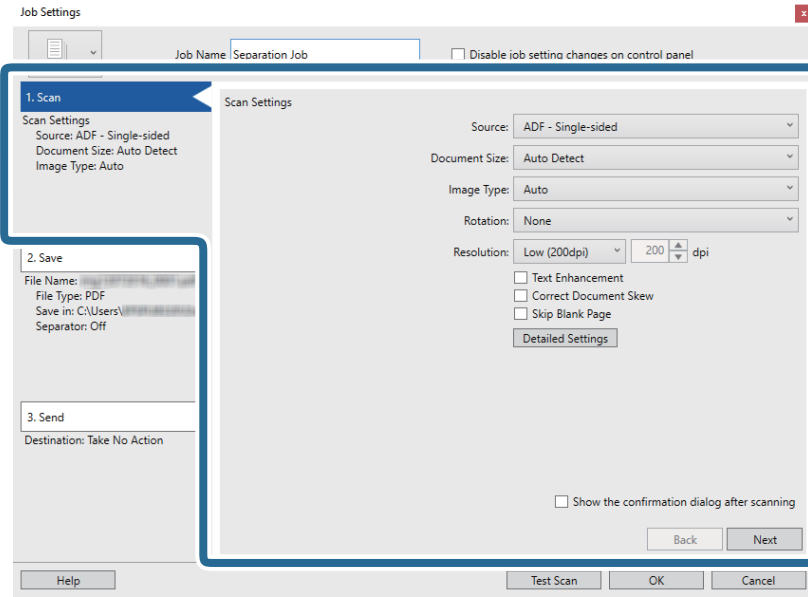 Job Settings
x
Job Name Separation Job
Disable job setting changes on control panel
1. Scan
Scan Settings
Source: ADF - Single-sided
Document Size: Auto Detect
Image Type: Auto
2. Save
File Name:
File Type: PDF
Save in: C:\Users\
Separator: Off
3. Send
Destination: Take No Action
Scan Settings
Source: ADF - Single-sided
Document Size: Auto Detect
Image Type: Auto
Rotation: None
Resolution: Low (200dpi) 200 dpi
Text Enhancement
Correct Document Skew
Skip Blank Page
Detailed Settings
Show the confirmation dialog after scanning
Back Next
Help Test Scan OK Cancel